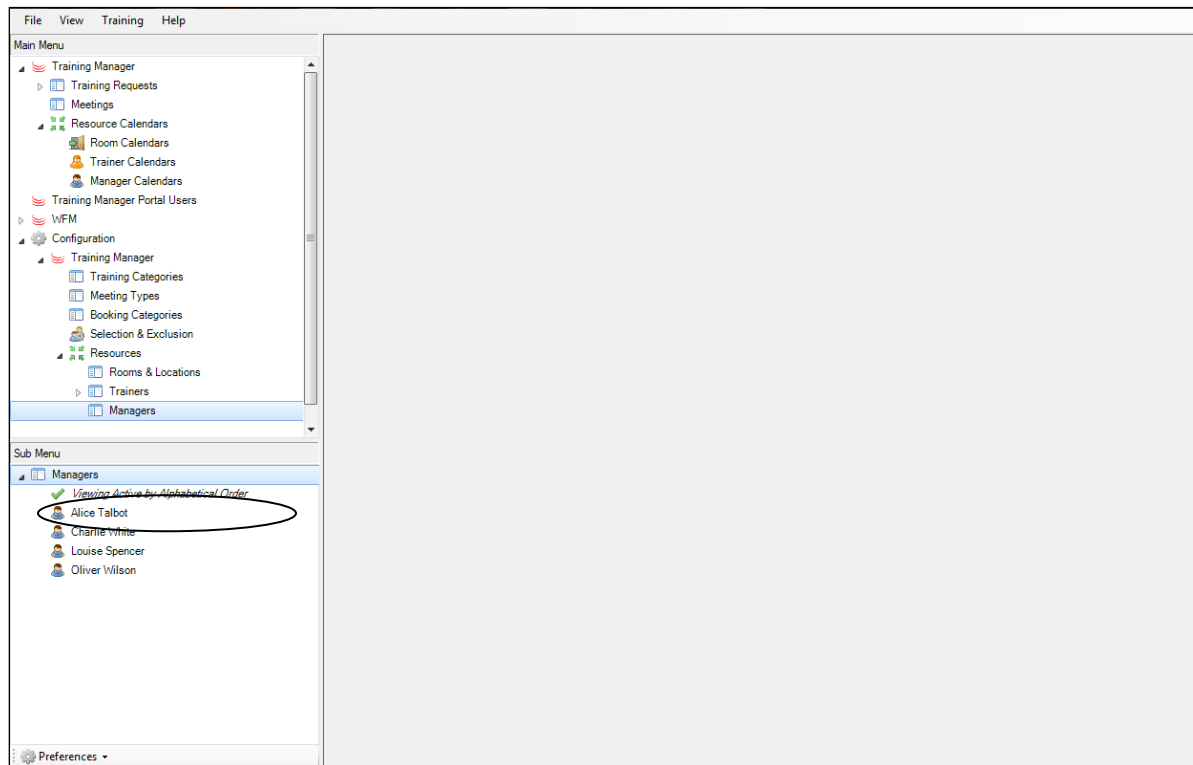 File View Training Help
Main Menu
Training Manager
Training Requests
Meetings
Resource Calendars
Room Calendars
Trainer Calendars
Manager Calendars
Training Manager Portal Users
WFM
Configuration
Training Manager
Training Categories
Meeting Types
Booking Categories
Selection & Exclusion
Resources
Rooms & Locations
Trainers
Managers
Sub Menu
Managers
Viewing Active by Alphabetical Order
Alice Talbot
Charlie White
Louise Spencer
Oliver Wilson
Preferences